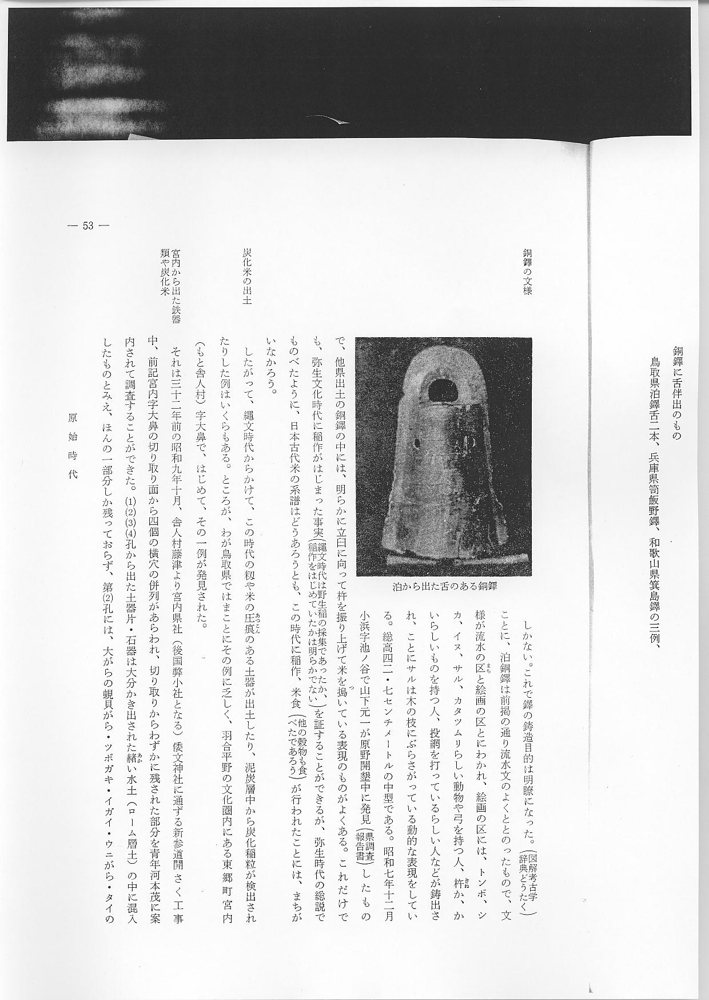 銅鐸に舌伴出のもの
鳥取県泊鐸舌二本、兵庫県笥飯野鐸、和歌山県箕島鐸の三例、
銅鐸の文様
しかない。これで鐸の鋳造目的は明瞭になった。(図解考古学辞典どうたく)
ことに、泊銅鐸は前掲の通り流水文のよくととのったもので、文
様が流水の区と絵画の区とにわかれ、絵画の区には、トンボ、シ
カ、イヌ、サル、カタツムリらしい動物や弓を持つ人、杵か、か
いらしいものを持つ人、投網を打っているらしい人などが鋳出さ
れ、ことにサルは木の枝にぶらさがっている動的な表現をしてい
る。総高四二・七センチメートルの中型である。昭和七年十二月
小浜字池ノ谷で山下元一が原野開墾中に発見(県調査報告書)したもの
泊から出た舌のある銅鐸
で、他県出土の銅鐸の中には、明らかに立臼に向って杵を振り上げて米を搗いている表現のものがよくある。これだけで
も、弥生文化時代に稲作がはじまった事実(縄文時代は野生稲の採集であったか、稲作をはじめていたかは明らかでない)を証することができるが、弥生時代の総説で
ものべたように、日本古代米の系譜はどうあろうとも、この時代に稲作、米食(他の穀物も食べたであろう)が行われたことには、まちが
いなかろう。
炭化米の出土
したがって、縄文時代からかけて、この時代の籾や米の圧痕のある土器が出土したり、泥炭層中から炭化稲粒が検出され
たりした例はいくらもある。ところが、わが鳥取県ではまことにその例に乏しく、羽合平野の文化圏内にある東郷町宮内
(もと舎人村)字大鼻で、はじめて、その一例が発見された。
宮内から出た鉄器
類や炭化米
それは三十二年前の昭和九年十月、舎人村藤津より宮内県社(後国弊小社となる)倭文神社に通ずる新参道開さく工事
中、前記宮内字大鼻の切り取り面から四個の横穴の併列があらわれ、切り取りからわずかに残された部分を青年河本茂に案
内されて調査することができた。(1)(2)(3)(4)孔から出た土器片・石器は大分かき出された赭い水土(ローム層土)の中に混入
したものとみえ、ほんの一部分しか残っておらず、第(2)孔には、大がらの蜆貝がら・ツボガキ・イガイ・ウニがら・タイの
原始時代
— 53 —